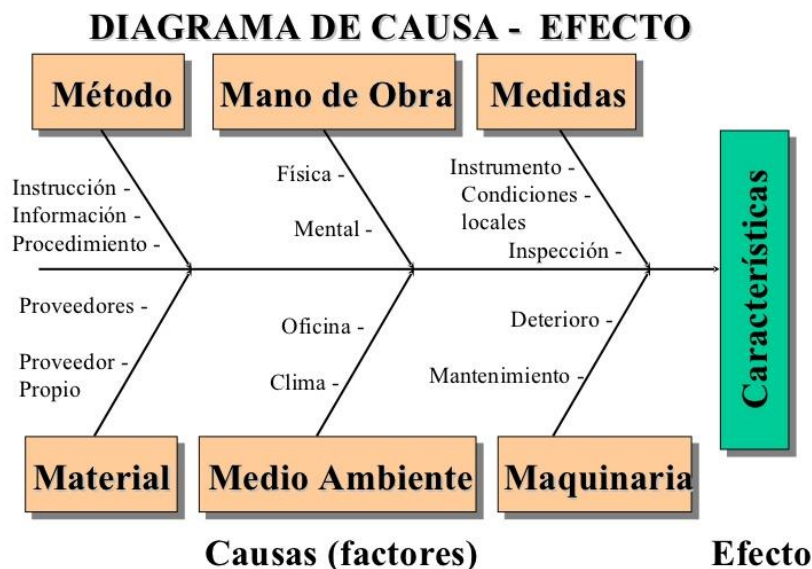 DIAGRAMA DE CAUSA - EFECTO
Método
Mano de Obra
Medidas
Instrucción -
Información -
Procedimiento -
Física -
Mental -
Instrumento -
Condiciones -
locales
Inspección -
Características
Proveedores -
Proveedor -
Propio
Oficina -
Clima -
Deterioro -
Mantenimiento -
Material
Medio Ambiente
Maquinaria
Causas (factores)
Efecto